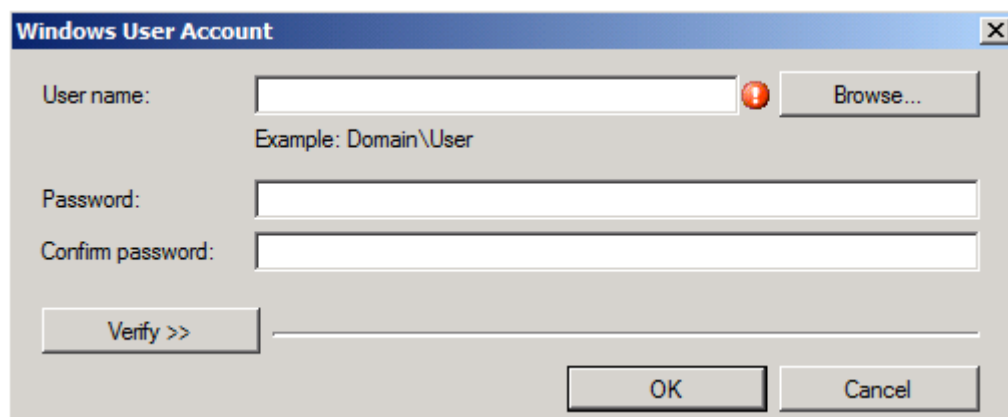 Windows User Account
User name:
Browse...
Example: Domain\User
Password:
Confirm password:
Verify >>
OK
Cancel